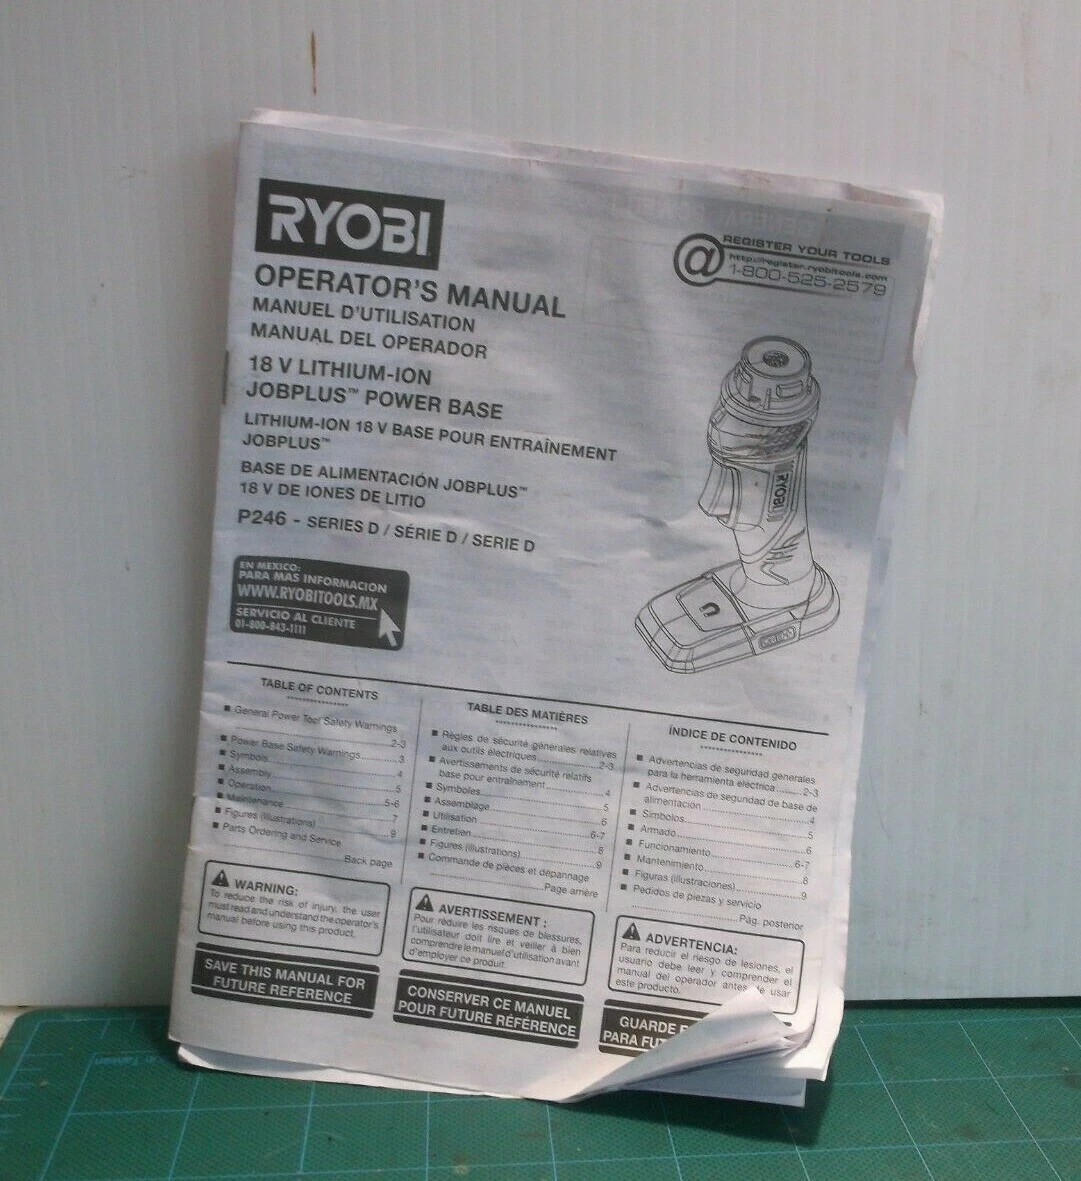 RYOBI
OPERATOR'S MANUAL
MANUEL D'UTILISATION
MANUAL DEL OPERADOR
18 V LITHIUM-ION
JOBPLUS™ POWER BASE
LITHIUM-ION 18 V BASE POUR ENTRAÎNEMENT
JOBPLUS™
BASE DE ALIMENTACIÓN JOBPLUS™
18 V DE IONES DE LITIO
P246 - SERIES D / SÉRIE D / SERIE D
REGISTER YOUR TOOLS
http://register.ryobitools.com
1-800-525-2579
RYOBI
EN MEXICO:
PARA MAS INFORMACION
WWW.RYOBITOOLS.MX
SERVICIO AL CLIENTE
01-800-843-1111
TABLE OF CONTENTS
■ General Power Tool Safety Warnings
2-3
■ Power Base Safety Warnings 3
■ Symbols 4
■ Assembly 5
■ Operation 5-6
■ Maintenance 7
■ Figures (illustrations) 9
■ Parts Ordering and Service
Back page
TABLE DES MATIÈRES
■ Règles de sécurité générales relatives
aux outils électriques 2-3
■ Avertissements de sécurité relatifs
base pour entraînement 4
■ Symboles 5
■ Assemblage 6
■ Utilisation 6-7
■ Entretien 8
■ Figures (illustrations) 9
■ Commande de pièces et dépannage
Page arrière
ÍNDICE DE CONTENIDO
■ Advertencias de seguridad generales
para la herramienta eléctrica 2-3
■ Advertencias de seguridad de base de
alimentación 4
■ Símbolos 5
■ Armado 6
■ Funcionamiento 6-7
■ Mantenimiento 8
■ Figuras (illustraciones) 9
■ Pedidos de piezas y servicio
Pág. posterior
WARNING:
To reduce the risk of injury, the user
must read and understand the operator's
manual before using this product.
AVERTISSEMENT :
Pour réduire les risques de blessures,
l'utilisateur doit lire et veiller à bien
comprendre le manuel d'utilisation avant
d'employer ce produit.
ADVERTENCIA:
Para reducir el riesgo de lesiones, el
usuario debe leer y comprender el
manual del operador antes de usar
este producto.
SAVE THIS MANUAL FOR
FUTURE REFERENCE
CONSERVER CE MANUEL
POUR FUTURE RÉFÉRENCE
GUARDE E
PARA FUT